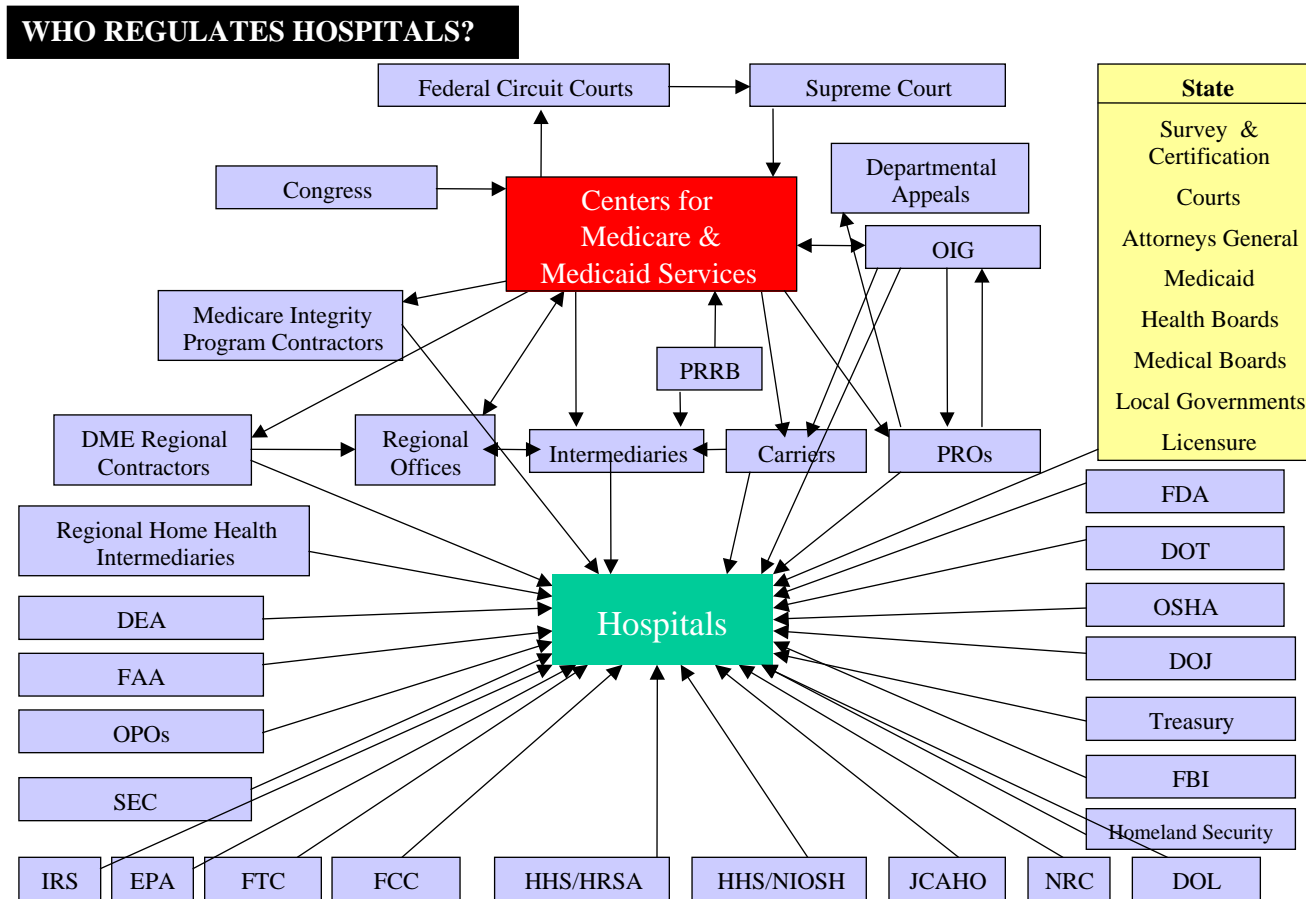 WHO REGULATES HOSPITALS?
Federal Circuit Courts
Supreme Court
State
Survey &
Certification
Courts
Attorneys General
Medicaid
Health Boards
Medical Boards
Local Governments
Licensure
Congress
Centers for
Medicare &
Medicaid Services
Departmental
Appeals
OIG
Medicare Integrity
Program Contractors
PRRB
DME Regional
Contractors
Regional
Offices
Intermediaries
Carriers
PROs
Regional Home Health
Intermediaries
FDA
DOT
DEA
Hospitals
OSHA
FAA
DOJ
OPOs
Treasury
SEC
FBI
Homeland Security
IRS
EPA
FTC
FCC
HHS/HRSA
HHS/NIOSH
JCAHO
NRC
DOL